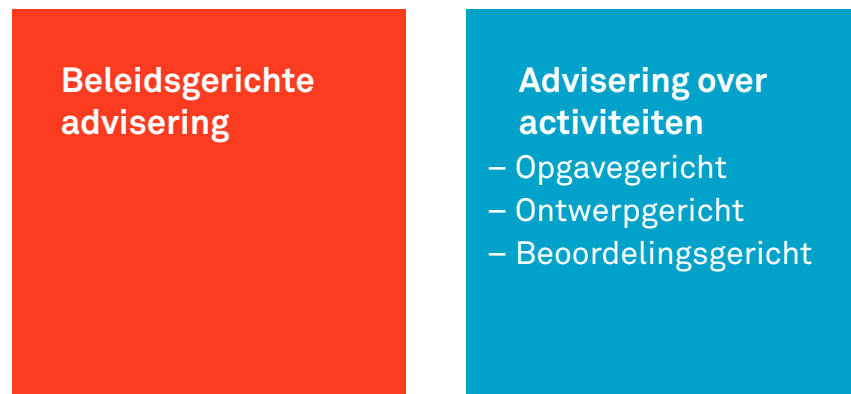 Beleidsgerichte
advisering
Advisering over
activiteiten
– Opgavegericht
– Ontwerpgericht
– Beoordelingsgericht